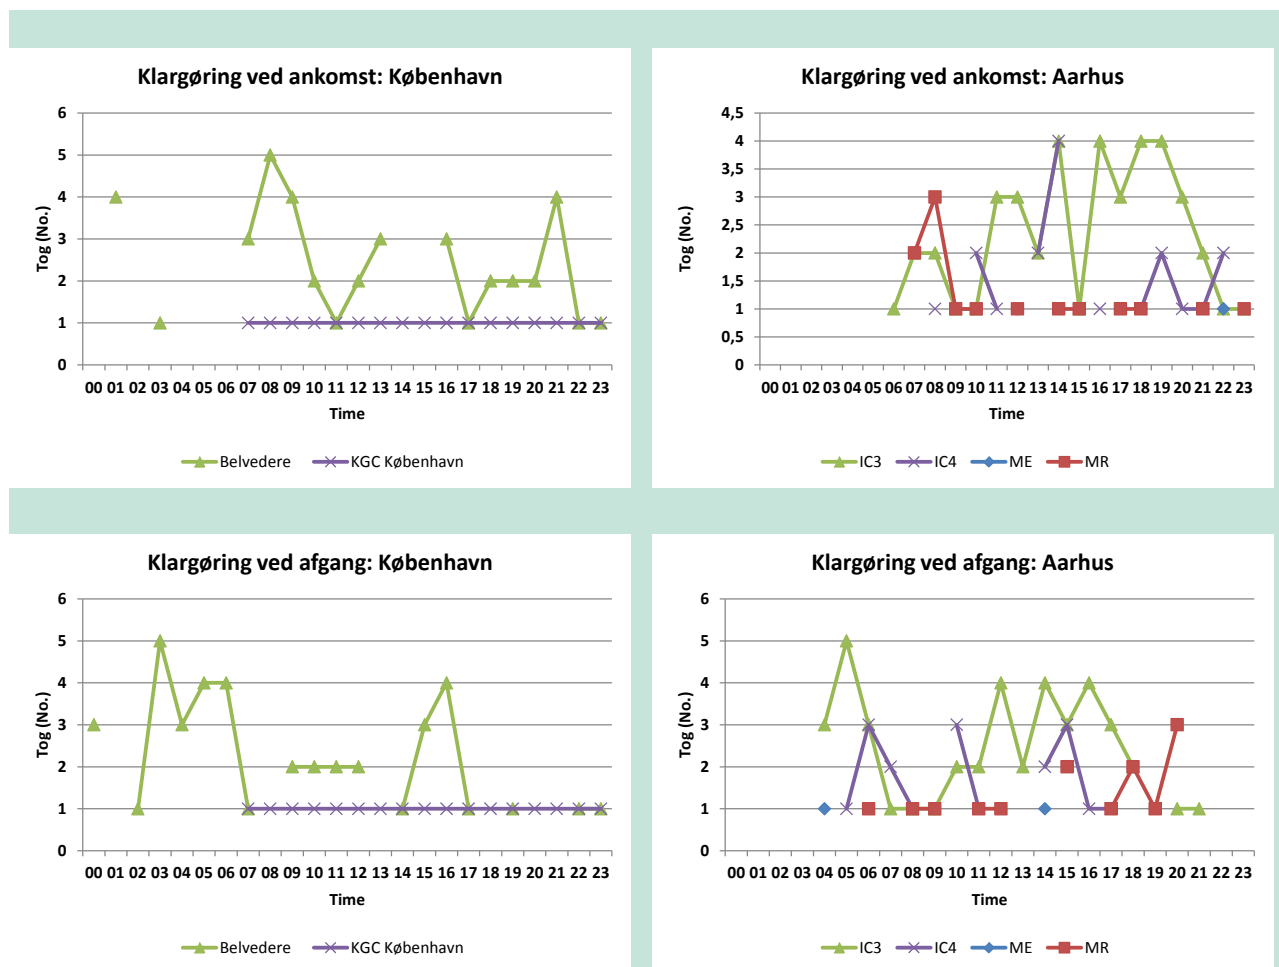 Klargøring ved ankomst: København
6
5
4
3
2
1
0
Tog (No.)
00 01 02 03 04 05 06 07 08 09 10 11 12 13 14 15 16 17 18 19 20 21 22 23
Time
Belvedere KGC København
Klargøring ved ankomst: Aarhus
4,5
4
3,5
3
2,5
2
1,5
1
0,5
0
Tog (No.)
00 01 02 03 04 05 06 07 08 09 10 11 12 13 14 15 16 17 18 19 20 21 22 23
Time
IC3 IC4 ME MR
Klargøring ved afgang: København
6
5
4
3
2
1
0
Tog (No.)
00 01 02 03 04 05 06 07 08 09 10 11 12 13 14 15 16 17 18 19 20 21 22 23
Time
Belvedere KGC København
Klargøring ved afgang: Aarhus
6
5
4
3
2
1
0
Tog (No.)
00 01 02 03 04 05 06 07 08 09 10 11 12 13 14 15 16 17 18 19 20 21 22 23
Time
IC3 IC4 ME MR